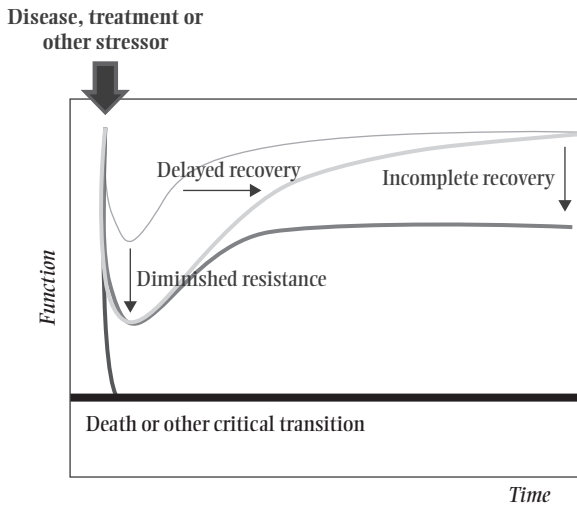 Disease, treatment or
other stressor
Delayed recovery
Incomplete recovery
Diminished resistance
Function
Death or other critical transition
Time